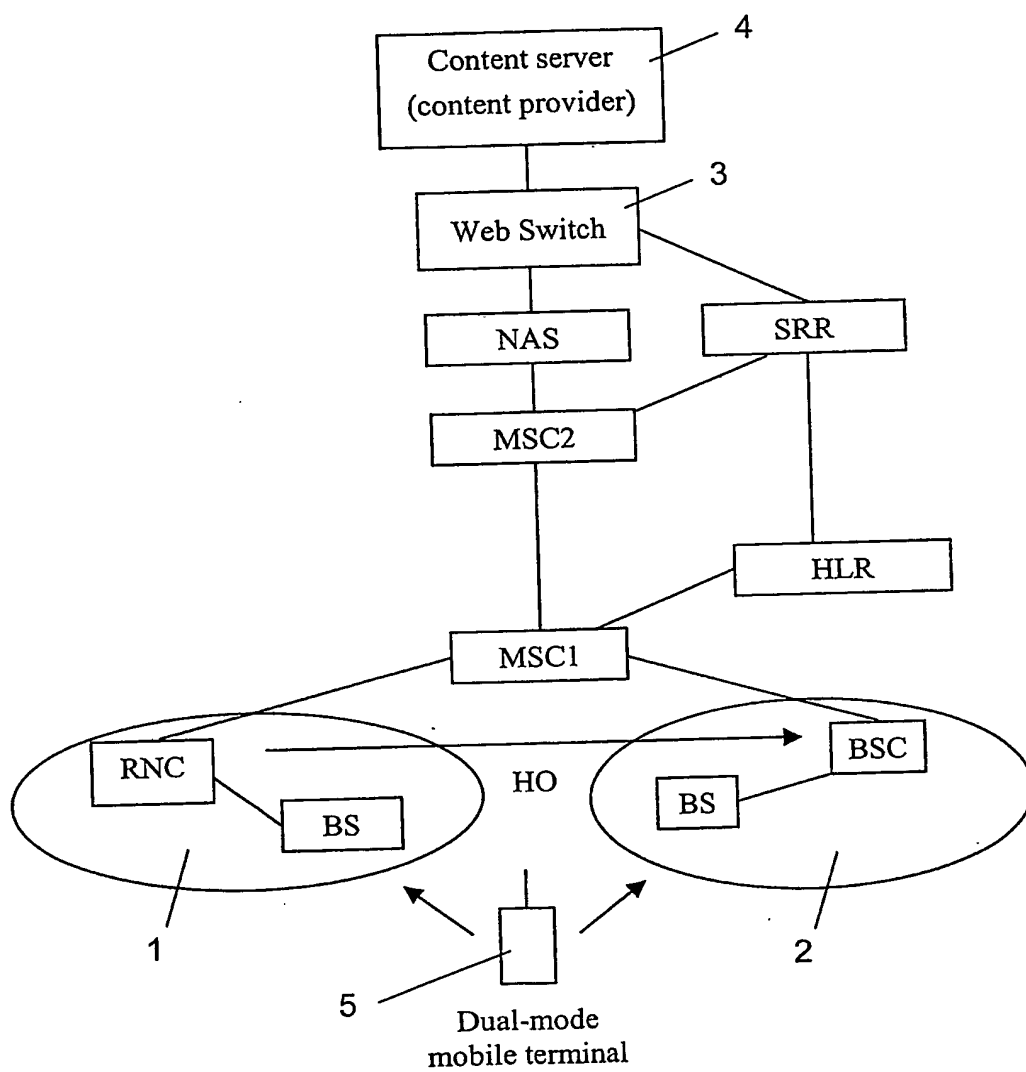 4
Content server
(content provider)
3
Web Switch
NAS
SRR
MSC2
HLR
MSC1
RNC
BSC
HO
BS
BS
1
2
5
Dual-mode
mobile terminal